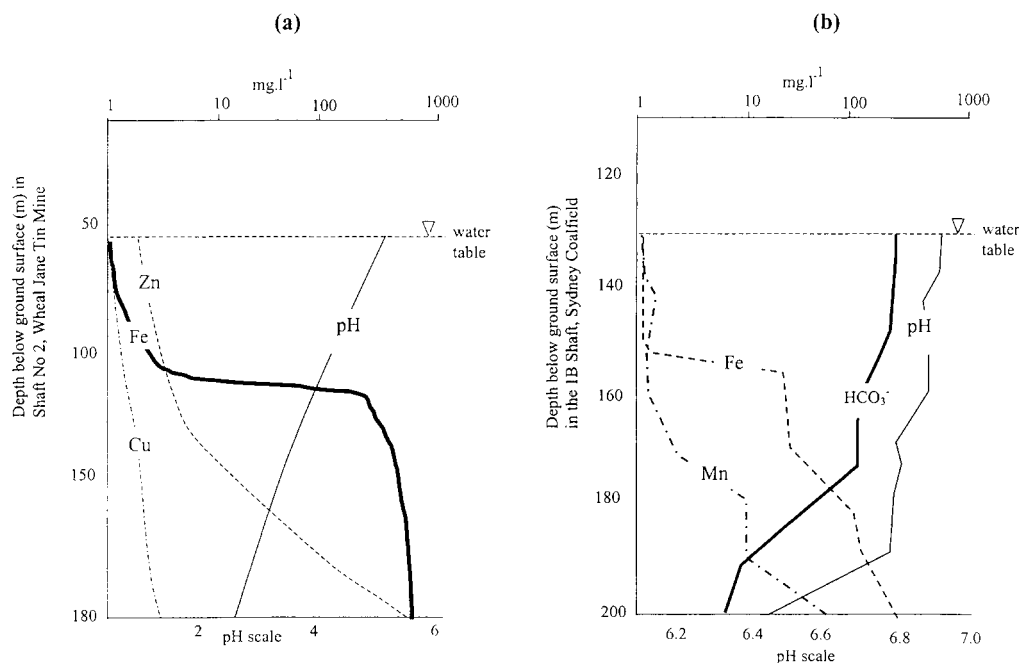 (a)
mg.l-1
1 10 100 1000
Depth below ground surface (m) in
Shaft No 2, Wheal Jane Tin Mine
50
100
150
180
water
table
Zn
Fe
pH
Cu
2 4 6
pH scale
(b)
mg.l-1
1 10 100 1000
Depth below ground surface (m)
in the 1B Shaft, Sydney Coalfield
120
140
160
180
200
water
table
pH
Fe
HCO3-
Mn
6.2 6.4 6.6 6.8 7.0
pH scale